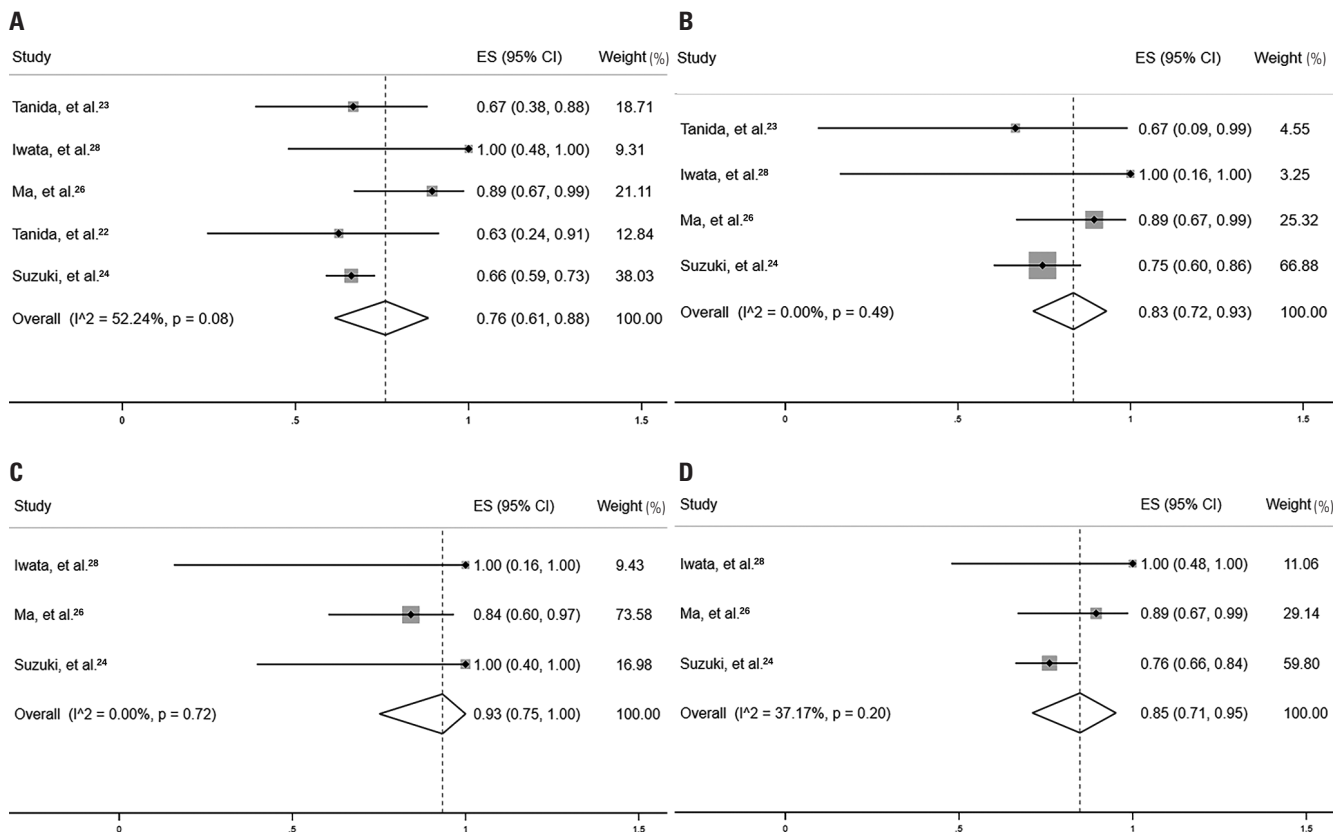 A
Study ES (95% CI) Weight (%)
Tanida, et al.²³ 0.67 (0.38, 0.88) 18.71
Iwata, et al.²⁸ 1.00 (0.48, 1.00) 9.31
Ma, et al.²⁶ 0.89 (0.67, 0.99) 21.11
Tanida, et al.²² 0.63 (0.24, 0.91) 12.84
Suzuki, et al.²⁴ 0.66 (0.59, 0.73) 38.03
Overall (I^2 = 52.24%, p = 0.08) 0.76 (0.61, 0.88) 100.00
0 .5 1 1.5
B
Study ES (95% CI) Weight (%)
Tanida, et al.²³ 0.67 (0.09, 0.99) 4.55
Iwata, et al.²⁸ 1.00 (0.16, 1.00) 3.25
Ma, et al.²⁶ 0.89 (0.67, 0.99) 25.32
Suzuki, et al.²⁴ 0.75 (0.60, 0.86) 66.88
Overall (I^2 = 0.00%, p = 0.49) 0.83 (0.72, 0.93) 100.00
0 .5 1 1.5
C
Study ES (95% CI) Weight (%)
Iwata, et al.²⁸ 1.00 (0.16, 1.00) 9.43
Ma, et al.²⁶ 0.84 (0.60, 0.97) 73.58
Suzuki, et al.²⁴ 1.00 (0.40, 1.00) 16.98
Overall (I^2 = 0.00%, p = 0.72) 0.93 (0.75, 1.00) 100.00
0 .5 1 1.5
D
Study ES (95% CI) Weight (%)
Iwata, et al.²⁸ 1.00 (0.48, 1.00) 11.06
Ma, et al.²⁶ 0.89 (0.67, 0.99) 29.14
Suzuki, et al.²⁴ 0.76 (0.66, 0.84) 59.80
Overall (I^2 = 37.17%, p = 0.20) 0.85 (0.71, 0.95) 100.00
0 .5 1 1.5